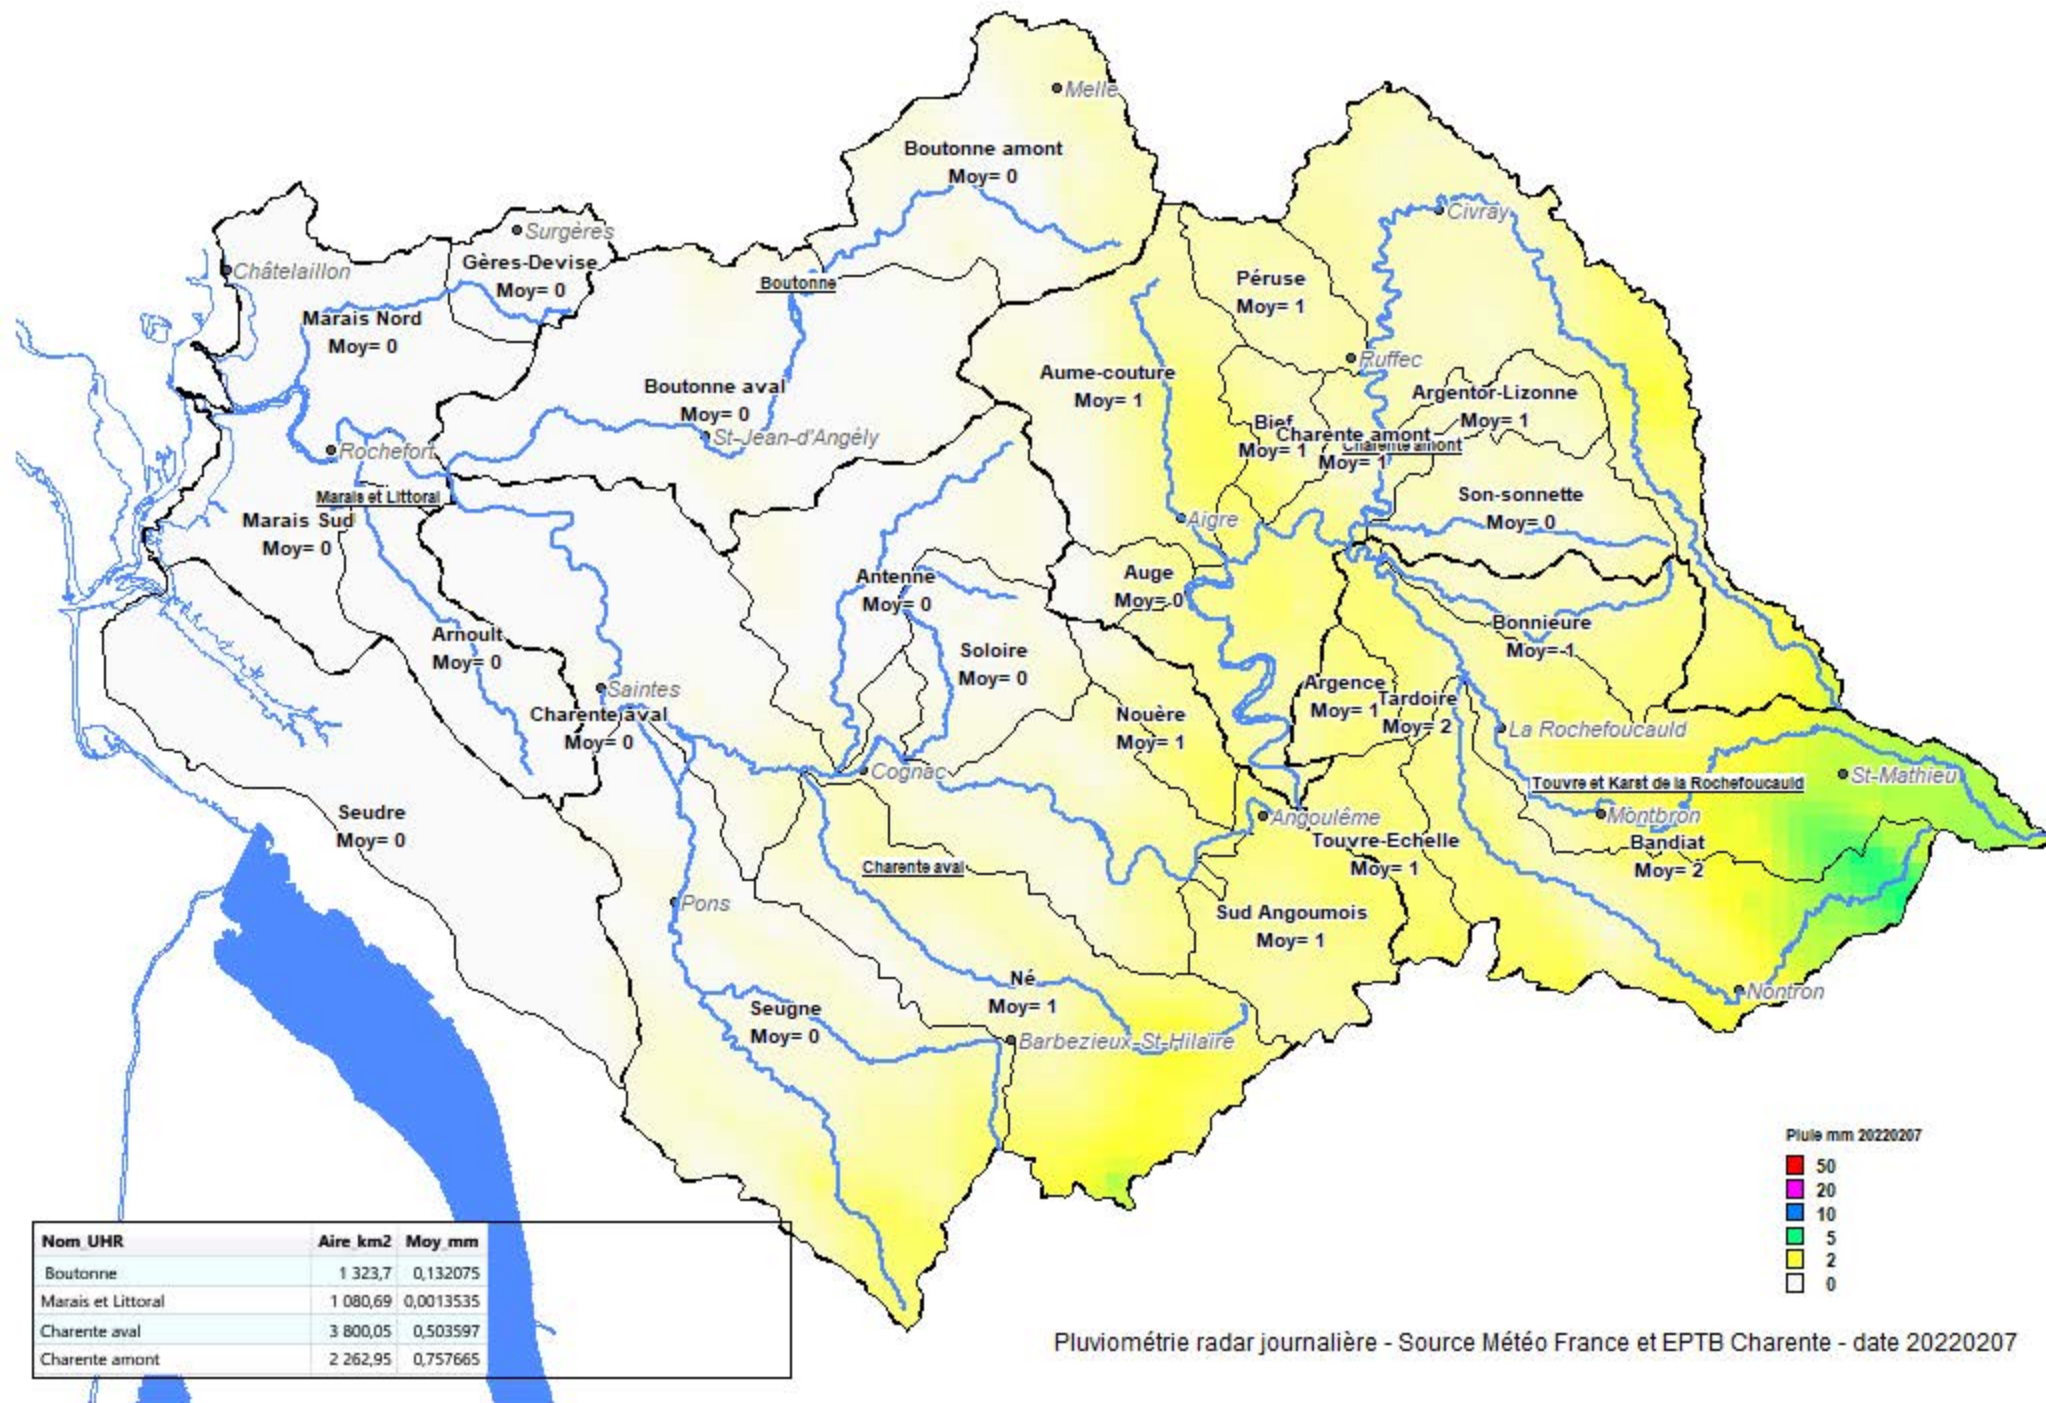 Melle
Boutonne amont
Moy= 0
Civray
Surgères
Châtelaillon
Gères-Devise
Moy= 0
Boutonne
Péruse
Moy= 1
Marais Nord
Moy= 0
Ruffec
Aume-couture
Moy= 1
Boutonne aval
Moy= 0
Argentor-Lizonne
Moy= 1
Bief
Moy= 1
Charente amont
Moy= 1
Charente amont
St-Jean-d'Angély
Rochefort
Marais et Littoral
Son-sonnette
Moy= 0
Marais Sud
Moy= 0
Aigre
Auge
Moy= 0
Antenne
Moy= 0
Bonnieure
Moy= 1
Arnoult
Moy= 0
Soloire
Moy= 0
Saintes
Argence
Moy= 1
Tardoire
Moy= 2
Charente aval
Moy= 0
Nouère
Moy= 1
La Rochefoucauld
Cognac
St-Mathieu
Touvre et Karst de la Rochefoucauld
Seudre
Moy= 0
Angoulême
Montbron
Touvre-Echelle
Moy= 1
Bandiat
Moy= 2
Charente aval
Pons
Sud Angoumois
Moy= 1
Né
Moy= 1
Nontron
Seugne
Moy= 0
Barbezieux-St-Hilaire
Pluie mm 20220207
50
20
10
5
2
0
Nom_UHR Aire_km2 Moy_mm
Boutonne 1 323,7 0,132075
Marais et Littoral 1 080,69 0,0013535
Charente aval 3 800,05 0,503597
Charente amont 2 262,95 0,757665
Pluviométrie radar journalière - Source Météo France et EPTB Charente - date 20220207